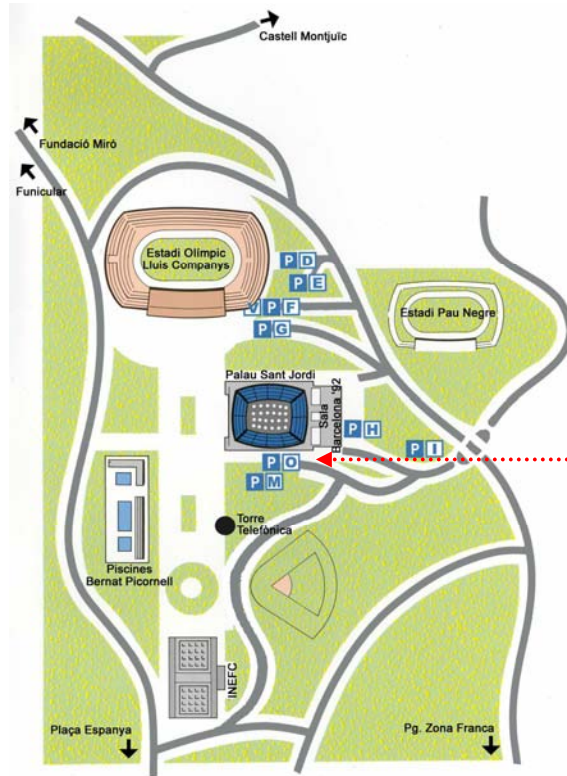 Castell Montjuïc
Fundació Miró
Funicular
Estadi Olímpic
Lluis Companys
P D
P E
V P F
P G
Estadi Pau Negre
Palau Sant Jordi
Sala
Barcelona '92
P H
P I
P O
P M
Torre
Telefònica
Piscines
Bernat Picornell
INEFC
Plaça Espanya
Pg. Zona Franca